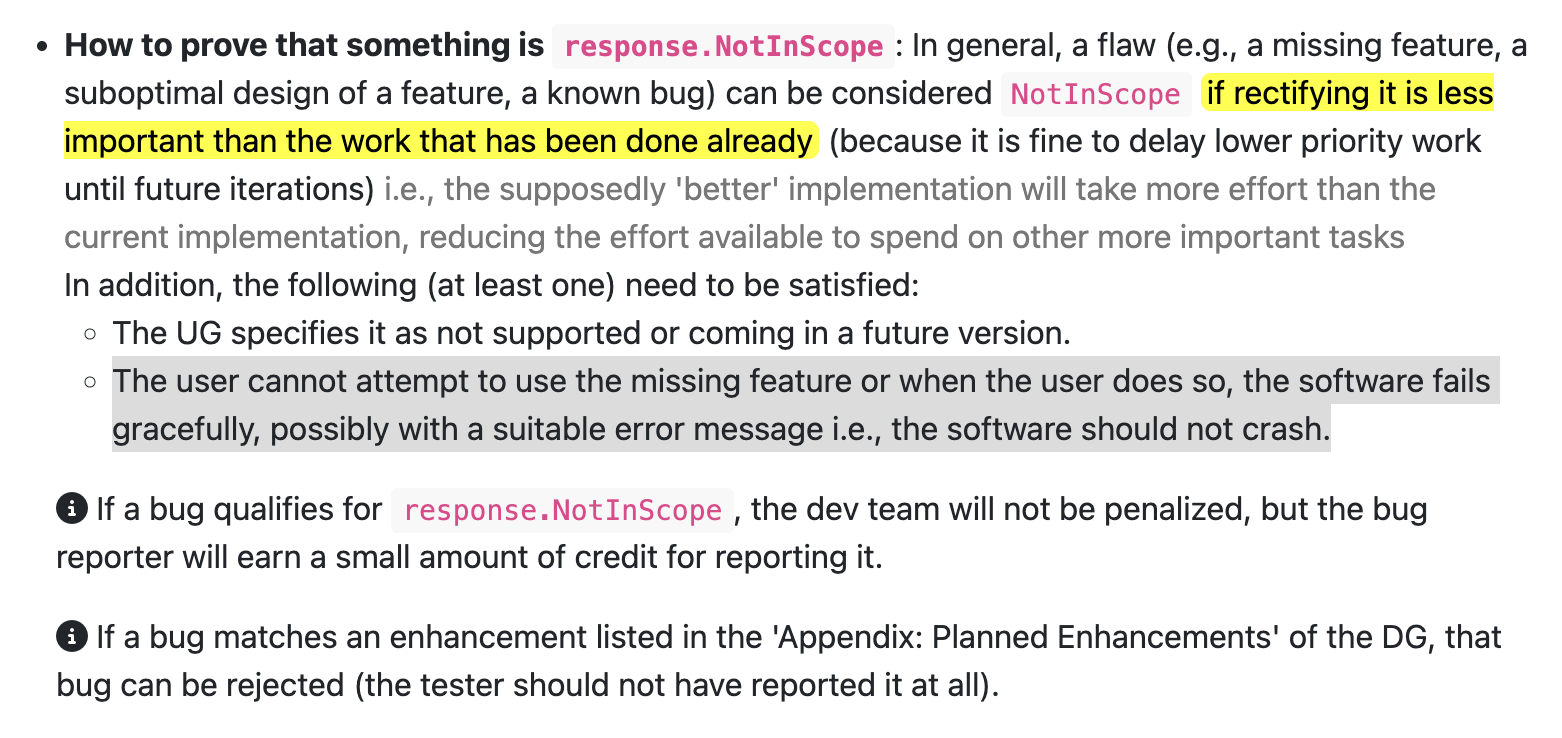 • How to prove that something is response.NotInScope: In general, a flaw (e.g., a missing feature, a
suboptimal design of a feature, a known bug) can be considered NotInScope if rectifying it is less
important than the work that has been done already (because it is fine to delay lower priority work
until future iterations) i.e., the supposedly 'better' implementation will take more effort than the
current implementation, reducing the effort available to spend on other more important tasks
In addition, the following (at least one) need to be satisfied:
◦ The UG specifies it as not supported or coming in a future version.
◦ The user cannot attempt to use the missing feature or when the user does so, the software fails
gracefully, possibly with a suitable error message i.e., the software should not crash.
If a bug qualifies for response.NotInScope, the dev team will not be penalized, but the bug
reporter will earn a small amount of credit for reporting it.
If a bug matches an enhancement listed in the 'Appendix: Planned Enhancements' of the DG, that
bug can be rejected (the tester should not have reported it at all).